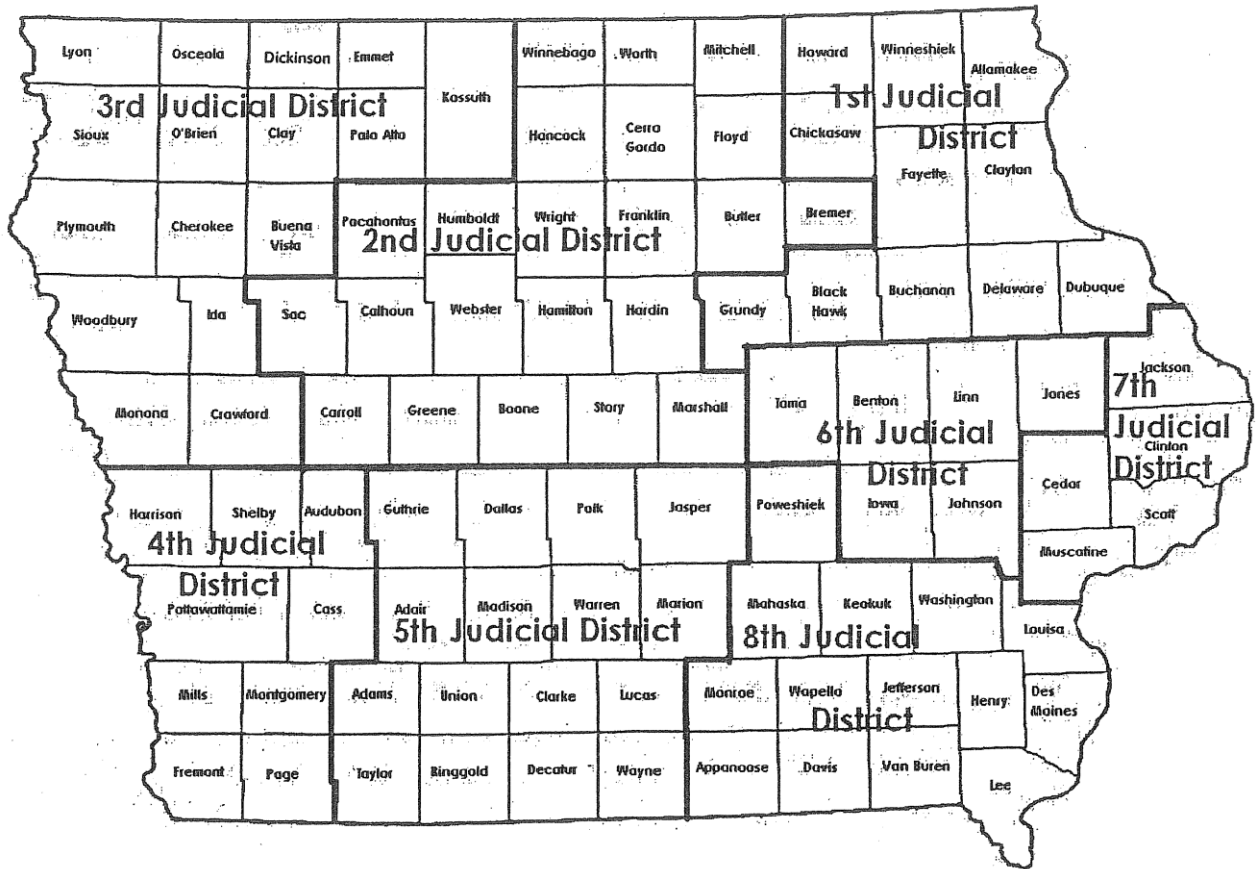 Lyon
Osceola
Dickinson
Emmet
Winnebago
Worth
Mitchell
Howard
Winneshiek
Allamakee
Kossuth
3rd Judicial District
1st Judicial
District
Sioux
O'Brien
Clay
Palo Alto
Hancock
Cerro
Gordo
Floyd
Chickasaw
Fayette
Clayton
Plymouth
Cherokee
Buena
Vista
Pocahontas
Humboldt
Wright
Franklin
Butler
Bremer
2nd Judicial District
Woodbury
Ida
Sac
Calhoun
Webster
Hamilton
Hardin
Grundy
Black
Hawk
Buchanan
Delaware
Dubuque
Monona
Crawford
Carroll
Greene
Boone
Story
Marshall
Tama
Benton
Linn
Jones
Jackson
7th
Judicial
Clinton
District
6th Judicial
District
Harrison
Shelby
Audubon
Guthrie
Dallas
Polk
Jasper
Poweshiek
Iowa
Johnson
Cedar
Scott
Muscatine
4th Judicial
District
Pottawattamie
Cass
Adair
Madison
Warren
Marion
Mahaska
Keokuk
Washington
Louisa
5th Judicial District
8th Judicial
District
Mills
Montgomery
Adams
Union
Clarke
Lucas
Monroe
Wapello
Jefferson
Henry
Des
Moines
Fremont
Page
Taylor
Ringgold
Decatur
Wayne
Appanoose
Davis
Van Buren
Lee